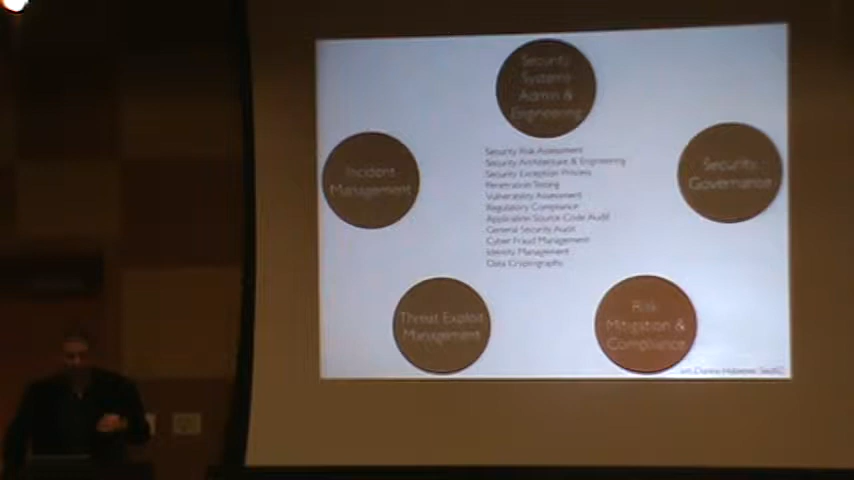 Security
Systems
Admin &
Engineering
Incident
Management
Security
Governance
Security Risk Assessment
Security Architecture & Engineering
Security Exception Process
Penetration Testing
Vulnerability Assessment
Regulatory Compliance
Application Source Code Audit
General Security Audit
Cyber Fraud Management
Identity Management
Data Cryptography
Threat Exploit
Management
Risk
Mitigation &
Compliance